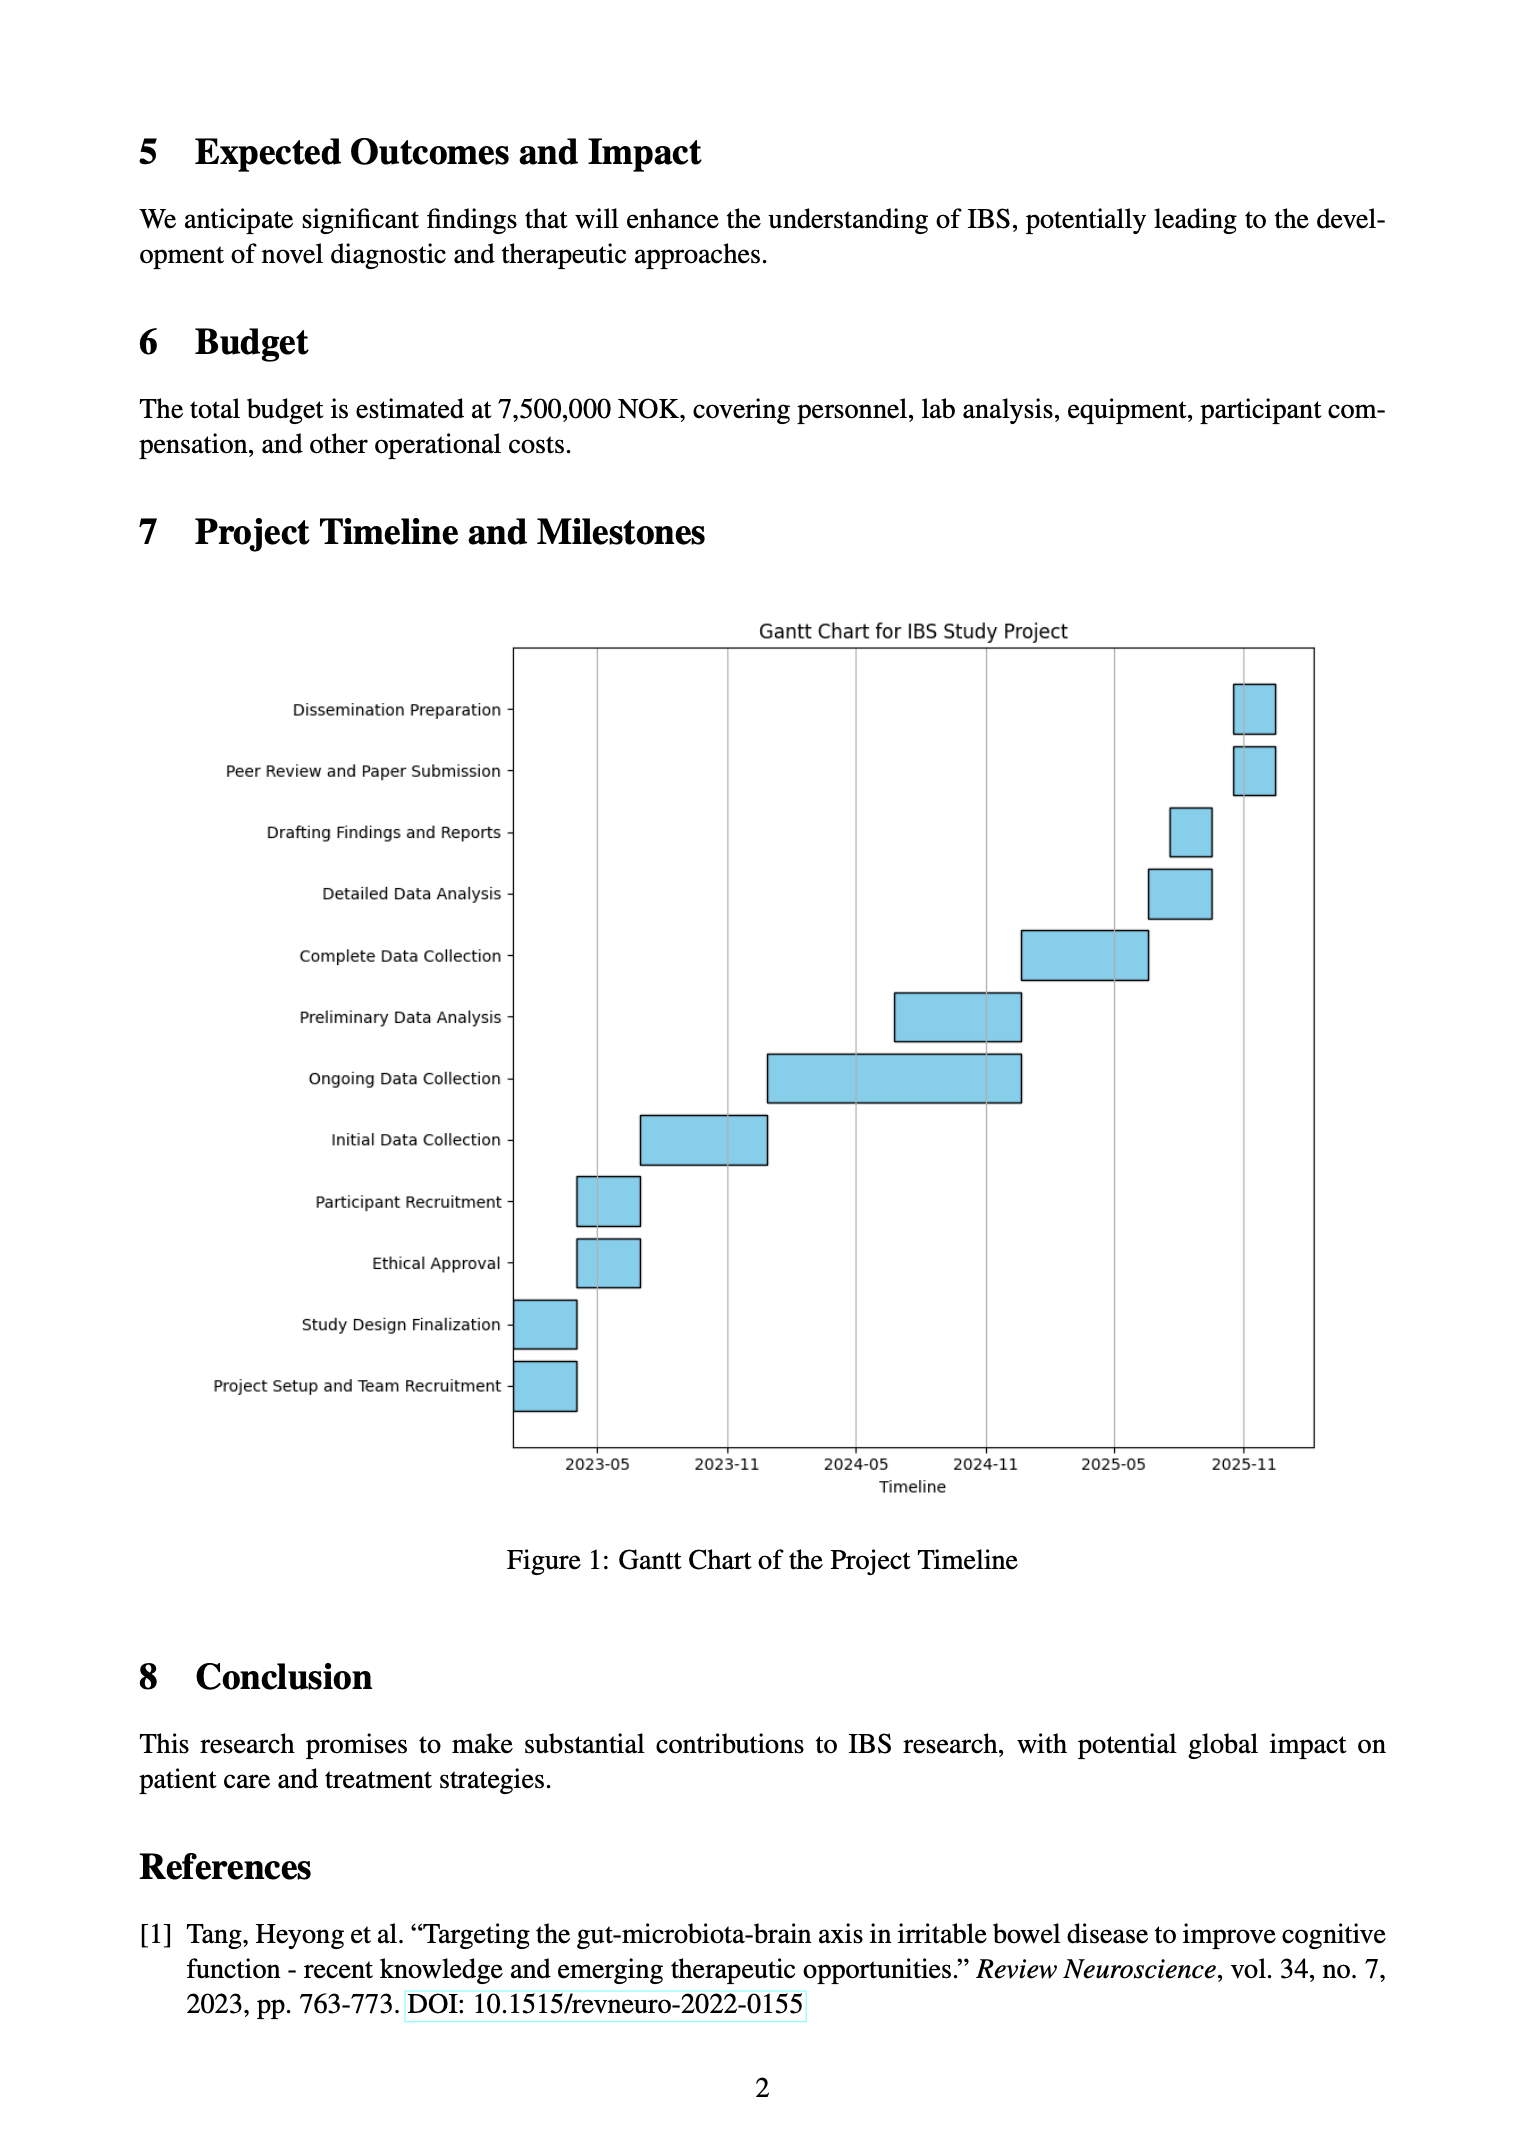 5 Expected Outcomes and Impact
We anticipate significant findings that will enhance the understanding of IBS, potentially leading to the devel-
opment of novel diagnostic and therapeutic approaches.
6 Budget
The total budget is estimated at 7,500,000 NOK, covering personnel, lab analysis, equipment, participant com-
pensation, and other operational costs.
7 Project Timeline and Milestones
Gantt Chart for IBS Study Project
Dissemination Preparation
Peer Review and Paper Submission
Drafting Findings and Reports
Detailed Data Analysis
Complete Data Collection
Preliminary Data Analysis
Ongoing Data Collection
Initial Data Collection
Participant Recruitment
Ethical Approval
Study Design Finalization
Project Setup and Team Recruitment
2023-05 2023-11 2024-05 2024-11 2025-05 2025-11
Timeline
Figure 1: Gantt Chart of the Project Timeline
8 Conclusion
This research promises to make substantial contributions to IBS research, with potential global impact on
patient care and treatment strategies.
References
[1] Tang, Heyong et al. “Targeting the gut-microbiota-brain axis in irritable bowel disease to improve cognitive
function - recent knowledge and emerging therapeutic opportunities.” Review Neuroscience, vol. 34, no. 7,
2023, pp. 763-773. DOI: 10.1515/revneuro-2022-0155
2